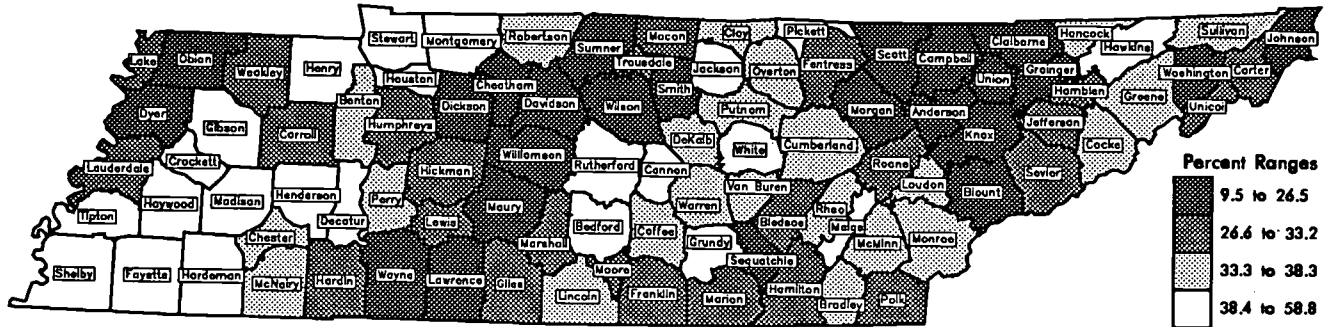 Stewart Montgomery Robertson Sumner Macon Clay Pickett Scott Campbell Claiborne Hancock Hawkins Sullivan Johnson
Lake Obion Weakley Henry Houston Cheatham Trousdale Jackson Overton Fentress Union Grainger Washington Carter
Dyer Gibson Carroll Benton Humphreys Dickson Davidson Wilson Smith Putnam Morgan Anderson Hamblen Greene Unicoi
Lauderdale Crockett Williamson DeKalb White Cumberland Knox Jefferson Cocke
Tipton Haywood Madison Henderson Decatur Perry Hickman Maury Rutherford Cannon Van Buren Roane Loudon Blount Sevier
Chester Lewis Marshall Bedford Coffee Warren Bledsoe Rhea Meigs McMinn Monroe
Shelby Fayette Hardeman McNairy Hardin Wayne Lawrence Giles Moore Grundy Sequatchie
Lincoln Franklin Marion Hamilton Bradley Polk
Percent Ranges
9.5 to 26.5
26.6 to 33.2
33.3 to 38.3
38.4 to 58.8